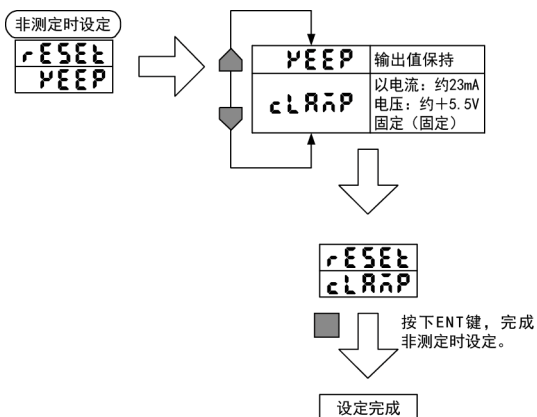 非测定时设定
rESEt
KEEP
KEEP
输出值保持
cLAmP
以电流：约23mA
电压：约＋5.5V
固定（固定）
rESEt
cLAmP
按下ENT键，完成
非测定时设定。
设定完成